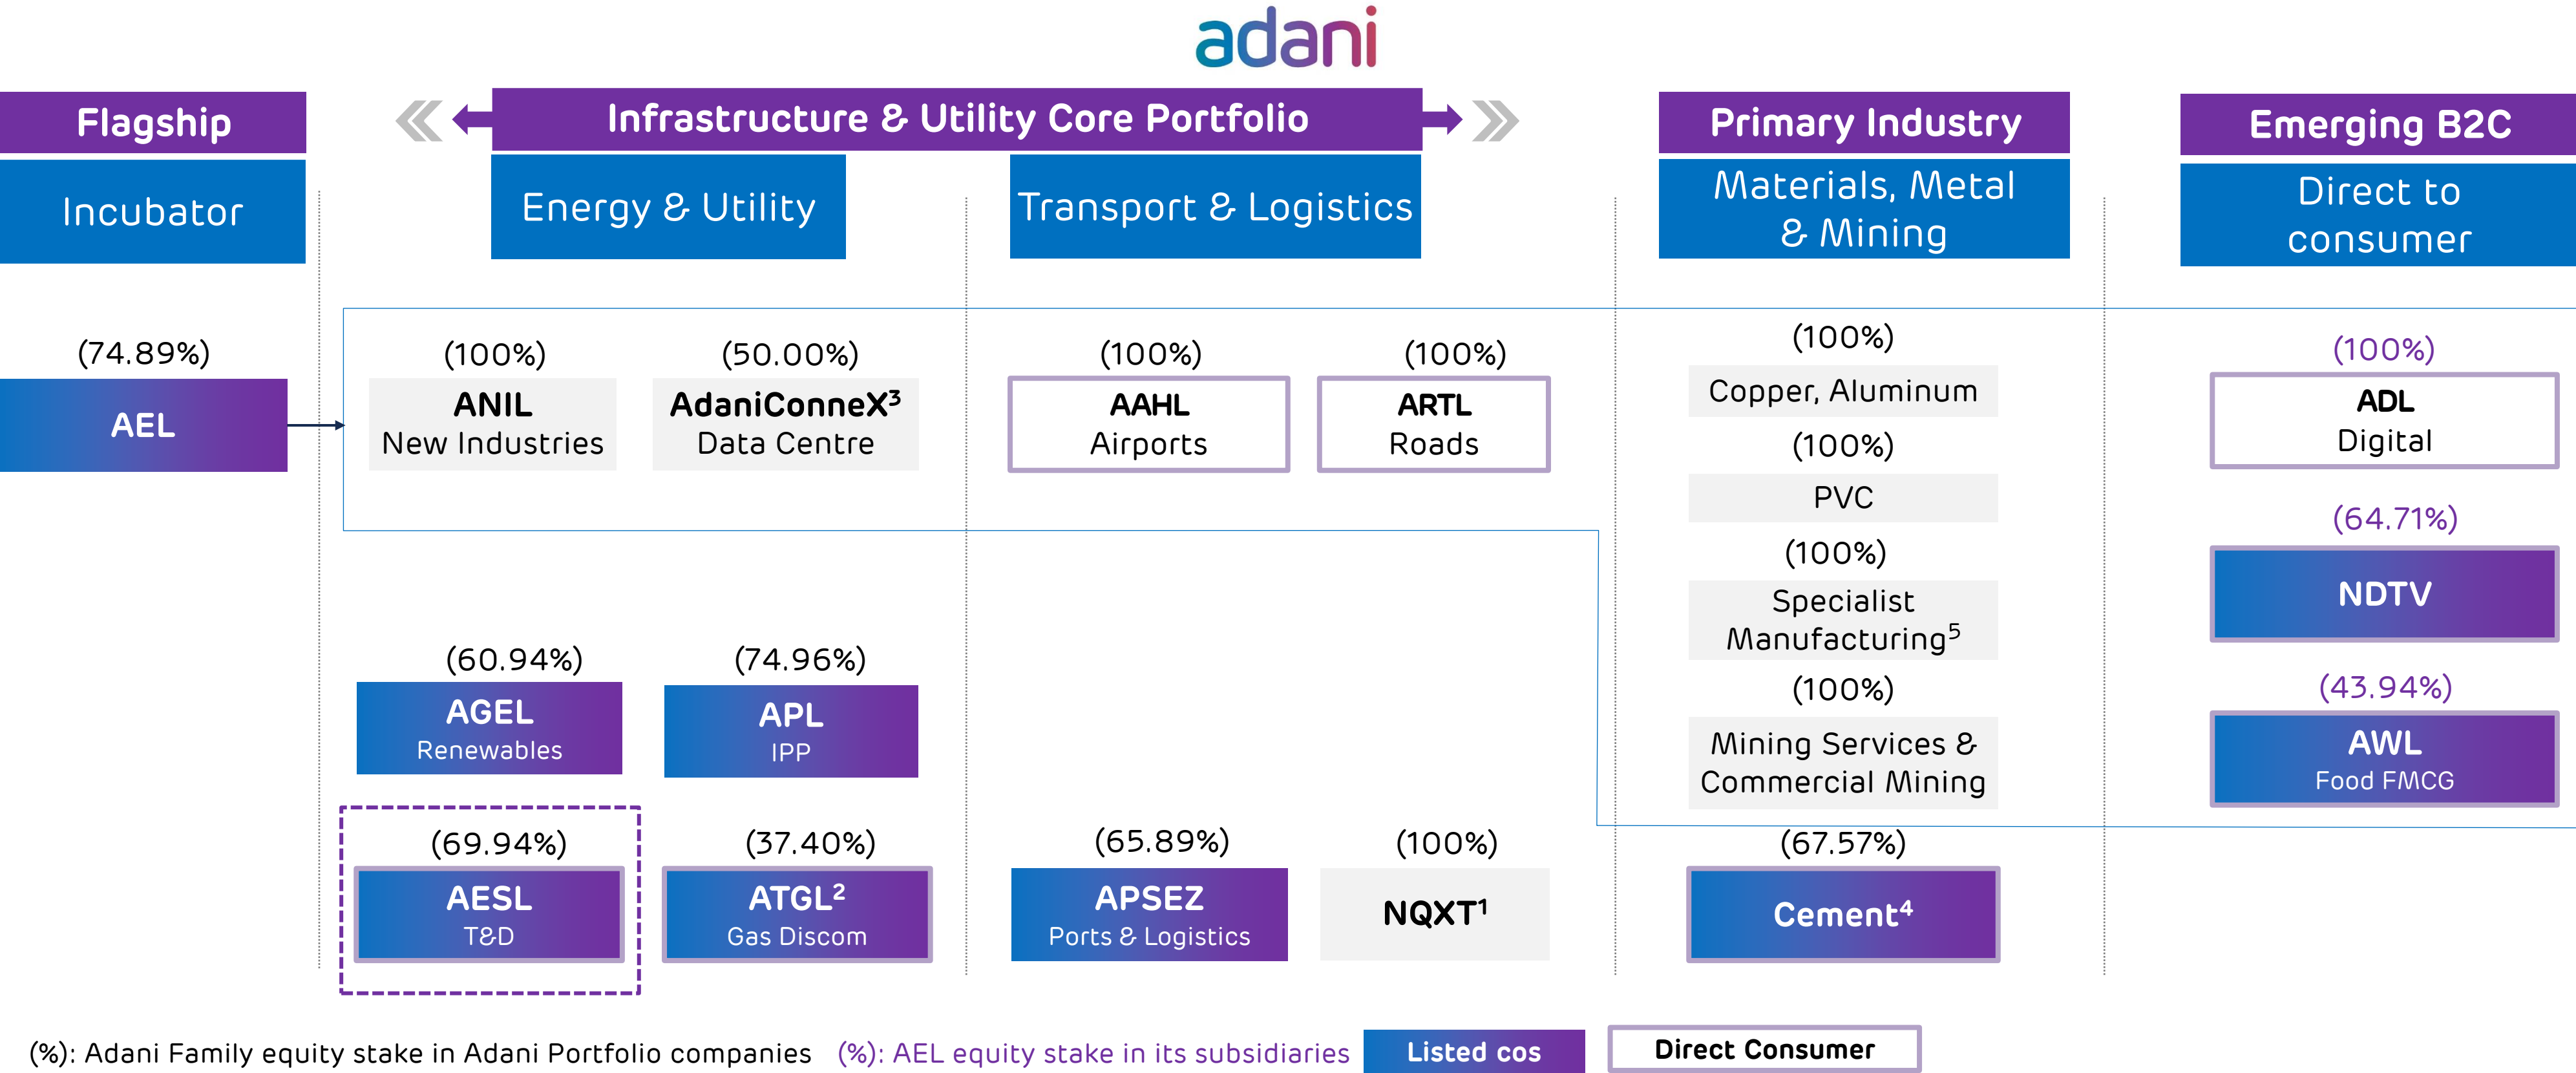 adani
Flagship
Infrastructure & Utility Core Portfolio
Primary Industry
Emerging B2C
Incubator
Energy & Utility
Transport & Logistics
Materials, Metal
& Mining
Direct to
consumer
(74.89%)
AEL
(100%)
ANIL
New Industries
(50.00%)
AdaniConneX³
Data Centre
(100%)
AAHL
Airports
(100%)
ARTL
Roads
(100%)
Copper, Aluminum
(100%)
PVC
(100%)
Specialist
Manufacturing⁵
(100%)
Mining Services &
Commercial Mining
(100%)
ADL
Digital
(64.71%)
NDTV
(43.94%)
AWL
Food FMCG
(60.94%)
AGEL
Renewables
(74.96%)
APL
IPP
(69.94%)
AESL
T&D
(37.40%)
ATGL²
Gas Discom
(65.89%)
APSEZ
Ports & Logistics
(100%)
NQXT¹
(67.57%)
Cement⁴
(%): Adani Family equity stake in Adani Portfolio companies
(%): AEL equity stake in its subsidiaries
Listed cos
Direct Consumer